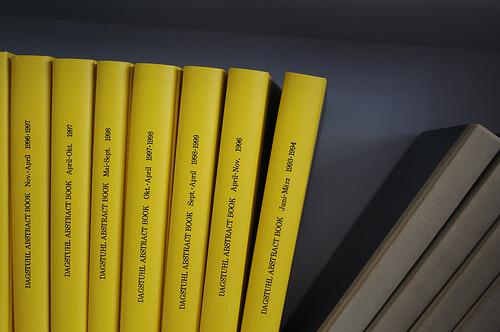 DAGSTUHL ABSTRACT BOOK Nov.-April 1996-1997
DAGSTUHL ABSTRACT BOOK April-Okt. 1997
DAGSTUHL ABSTRACT BOOK Mai-Sept. 1998
DAGSTUHL ABSTRACT BOOK Okt.-April 1997-1998
DAGSTUHL ABSTRACT BOOK Sept.-April 1998-1999
DAGSTUHL ABSTRACT BOOK April-Nov. 1996
DAGSTUHL ABSTRACT BOOK Juni-März 1993-1994